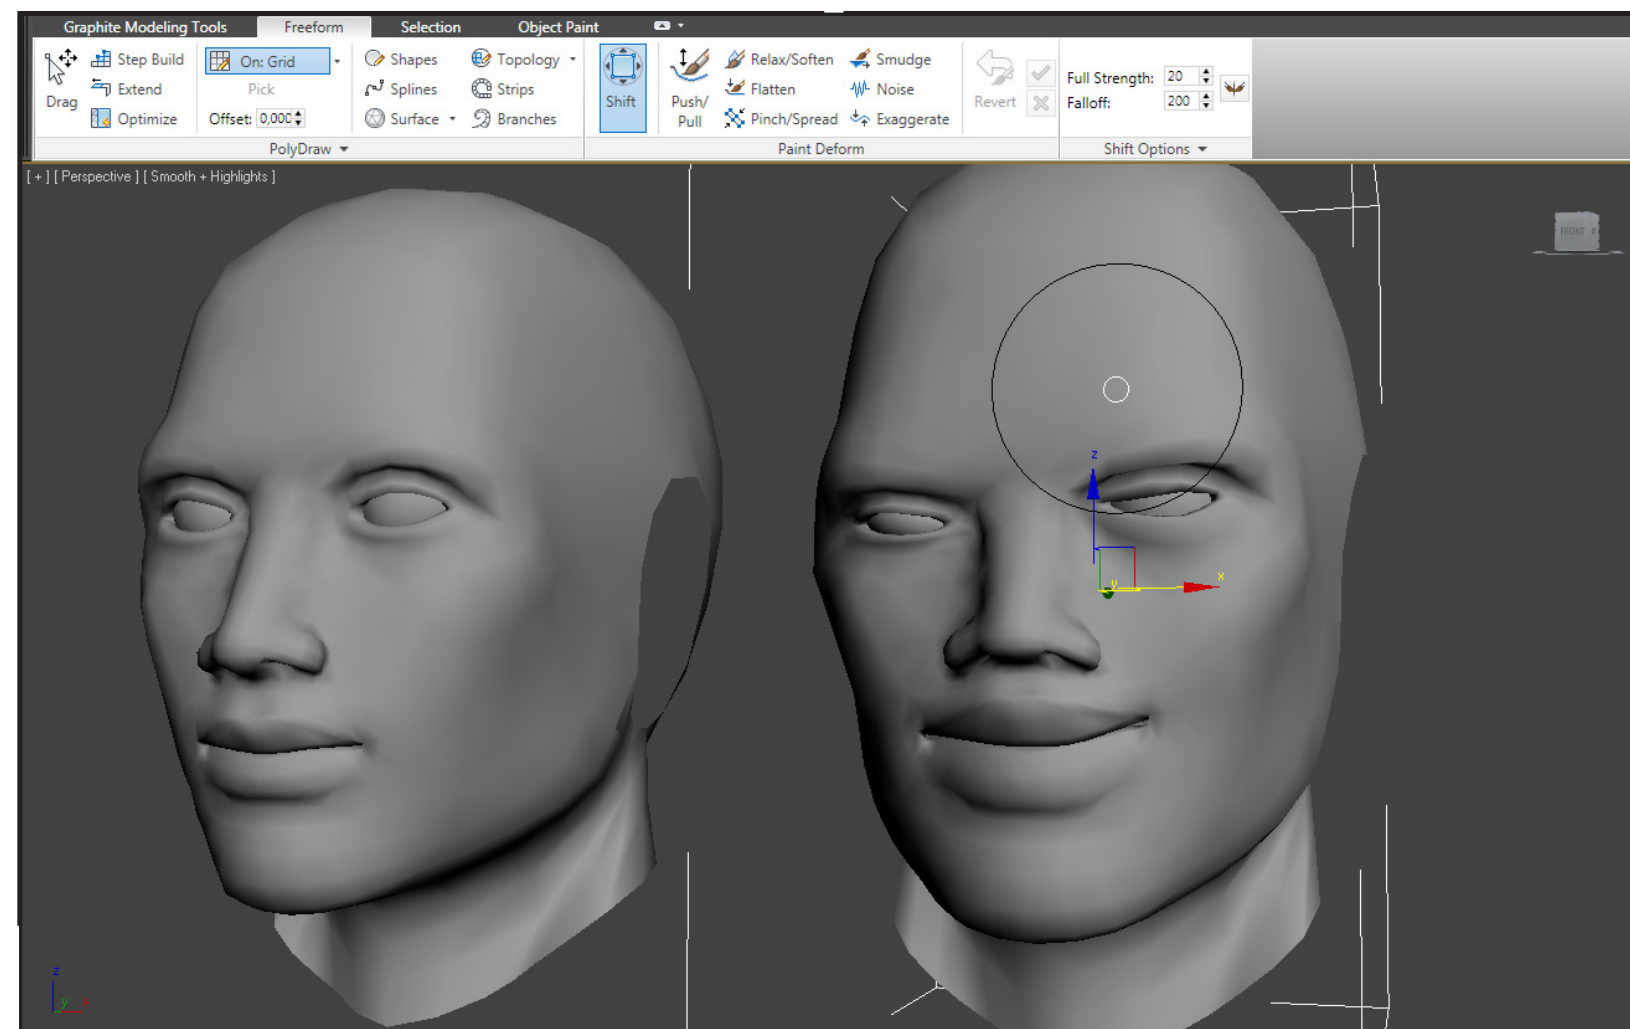 Graphite Modeling Tools Freeform Selection Object Paint
Step Build On: Grid Shapes Topology Relax/Soften Smudge
Extend Pick Splines Strips Flatten Noise
Drag Optimize Offset: 0,000 Surface Branches Shift Push/ Pull Pinch/Spread Exaggerate Revert
Full Strength: 20
Falloff: 200
PolyDraw Paint Deform Shift Options
[ + ] [ Perspective ] [ Smooth + Highlights ]
FRONT
z
x
y
z
y x